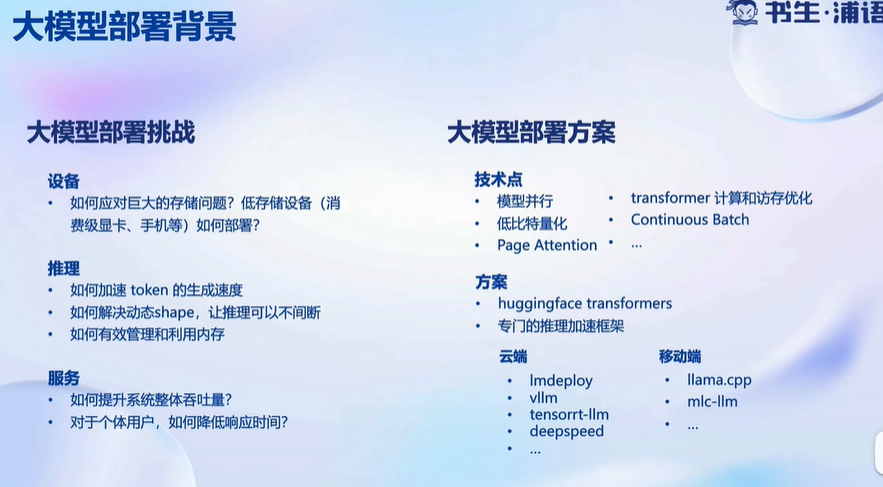 大模型部署背景
书生·浦语
大模型部署挑战
设备
• 如何应对巨大的存储问题？低存储设备（消
费级显卡、手机等）如何部署？
推理
• 如何加速 token 的生成速度
• 如何解决动态shape，让推理可以不间断
• 如何有效管理和利用内存
服务
• 如何提升系统整体吞吐量？
• 对于个体用户，如何降低响应时间？
大模型部署方案
技术点
• 模型并行
• 低比特量化
• Page Attention
• transformer 计算和访存优化
• Continuous Batch
• ...
方案
• huggingface transformers
• 专门的推理加速框架
云端
• lmdeploy
• vllm
• tensorrt-llm
• deepspeed
• ...
移动端
• llama.cpp
• mlc-llm
• ...